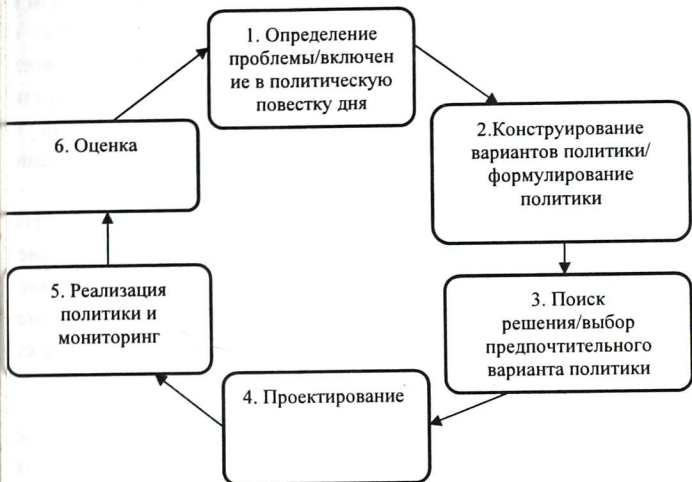 1. Определение
проблемы/включен
ие в политическую
повестку дня
2.Конструирование
вариантов политики/
формулирование
политики
3. Поиск
решения/выбор
предпочтительного
варианта политики
4. Проектирование
5. Реализация
политики и
мониторинг
6. Оценка